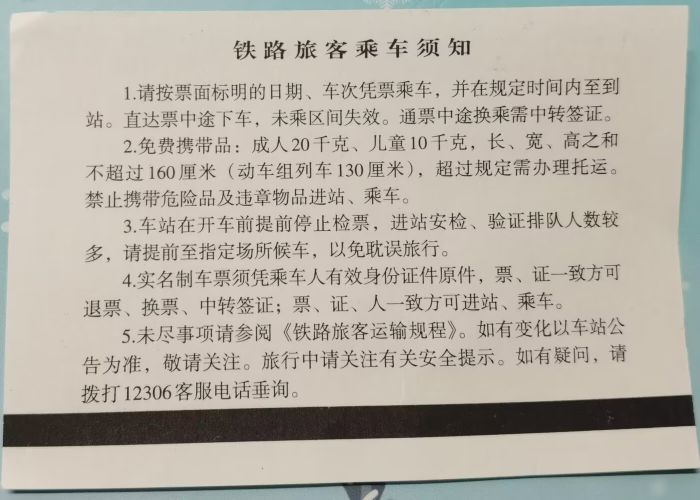 铁路旅客乘车须知
1.请按票面标明的日期、车次凭票乘车，并在规定时间内至到
站。直达票中途下车，未乘区间失效。通票中途换乘需中转签证。
2.免费携带品：成人20千克、儿童10千克，长、宽、高之和
不超过160厘米（动车组列车130厘米），超过规定需办理托运。
禁止携带危险品及违章物品进站、乘车。
3.车站在开车前提前停止检票，进站安检、验证排队人数较
多，请提前至指定场所候车，以免耽误旅行。
4.实名制车票须凭乘车人有效身份证件原件，票、证一致方可
退票、换票、中转签证；票、证、人一致方可进站、乘车。
5.未尽事项请参阅《铁路旅客运输规程》。如有变化以车站公
告为准，敬请关注。旅行中请关注有关安全提示。如有疑问，请
拨打12306客服电话垂询。